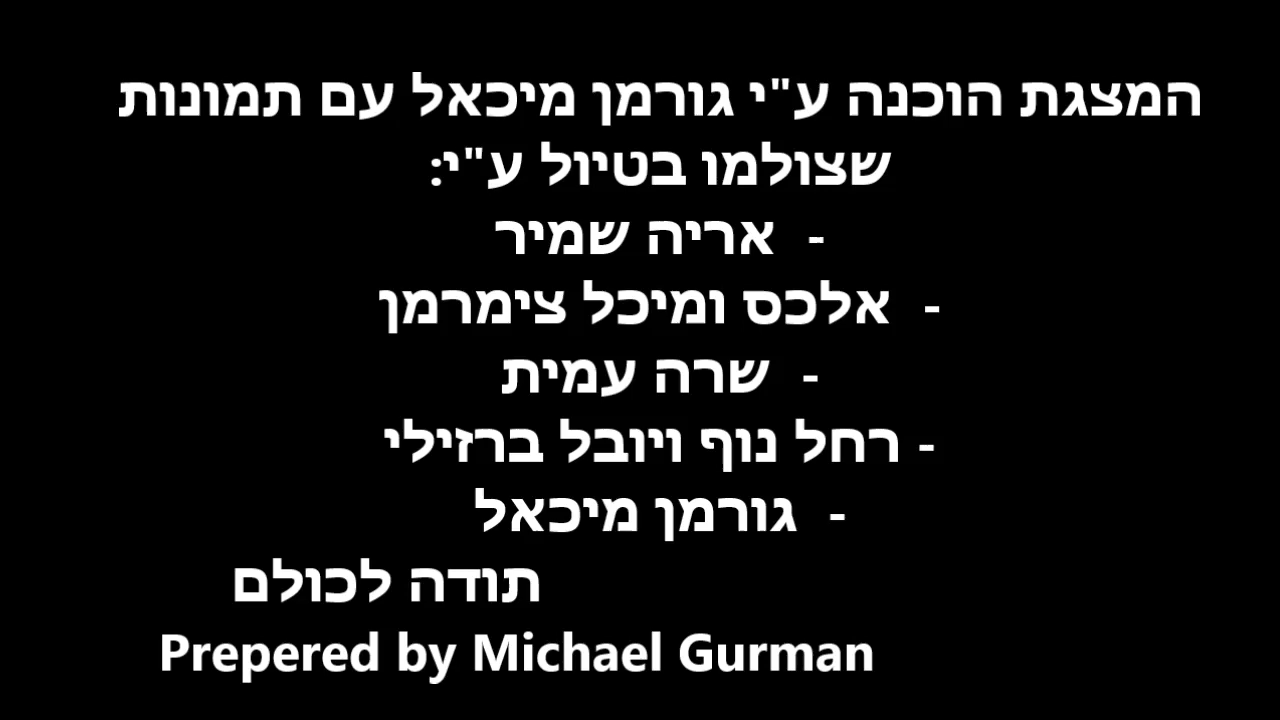 המצגת הוכנה ע"י גורמן מיכאל עם תמונות
שצולמו בטיול ע"י:
- אריה שמיר
- אלכס ומיכל צימרמן
- שרה עמית
- רחל נוף ויובל ברזילי
- גורמן מיכאל
תודה לכולם
Prepered by Michael Gurman